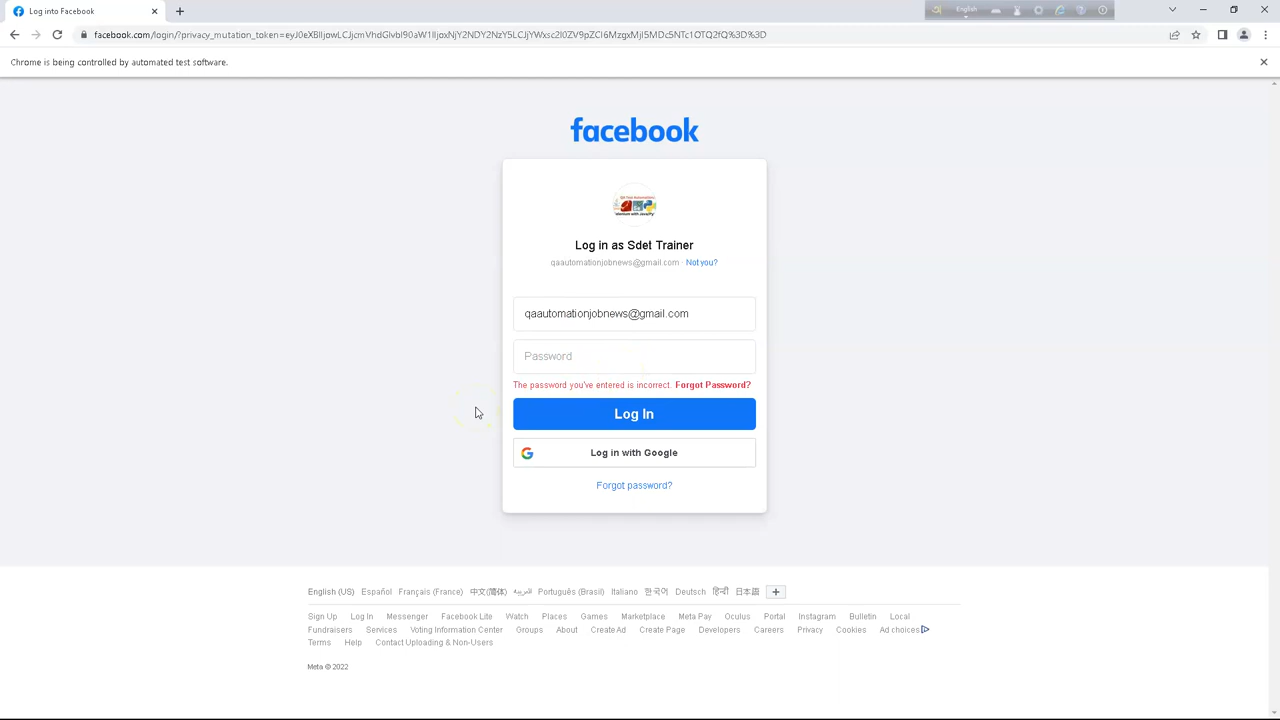 Log into Facebook
English
facebook.com/login/?privacy_mutation_token=eyJ0eXBlIjowLCJjcmVhdGlvbl90aW1lIjoxNjY2NDY2NzY5LCJjYWxsc2l0ZV9pZCI6MzgxMjI5MDc5NTc1OTQ2fQ%3D%3D
Chrome is being controlled by automated test software.
facebook
Log in as Sdet Trainer
qaautomationjobnews@gmail.com · Not you?
qaautomationjobnews@gmail.com
Password
The password you've entered is incorrect. Forgot Password?
Log In
Log in with Google
Forgot password?
English (US) Español Français (France) 中文(简体) العربية Português (Brasil) Italiano 한국어 Deutsch हिन्दी 日本語 +
Sign Up Log In Messenger Facebook Lite Watch Places Games Marketplace Meta Pay Oculus Portal Instagram Bulletin Local
Fundraisers Services Voting Information Center Groups About Create Ad Create Page Developers Careers Privacy Cookies Ad choices
Terms Help Contact Uploading & Non-Users
Meta © 2022